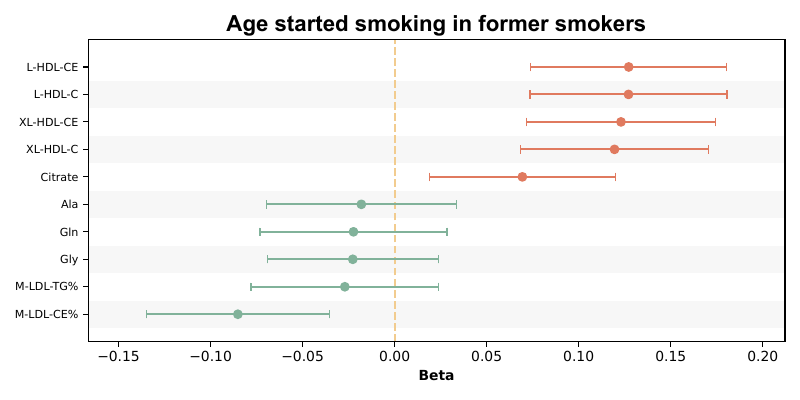 Age started smoking in former smokers
L-HDL-CE
L-HDL-C
XL-HDL-CE
XL-HDL-C
Citrate
Ala
Gln
Gly
M-LDL-TG%
M-LDL-CE%
−0.15 −0.10 −0.05 0.00 0.05 0.10 0.15 0.20
Beta